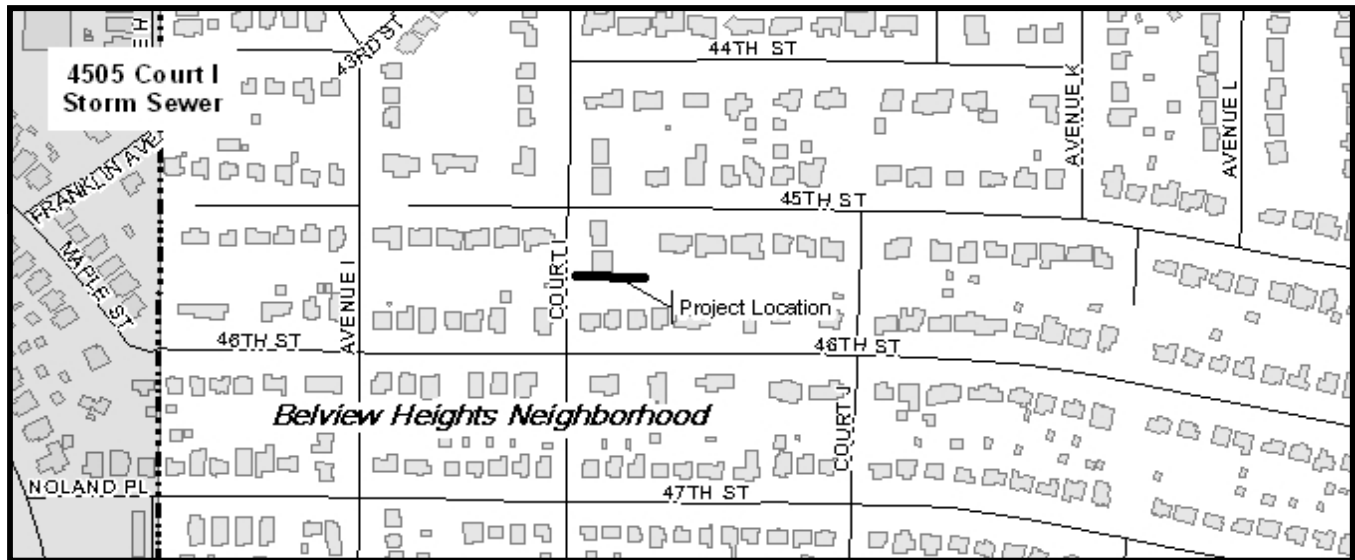 4505 Court I
Storm Sewer
43RD ST
44TH ST
AVENUE K
AVENUE L
FRANKLIN AVE
MAPLE ST
45TH ST
AVENUE I
COURT I
Project Location
46TH ST
46TH ST
Belview Heights Neighborhood
COURT J
NOLAND PL
47TH ST